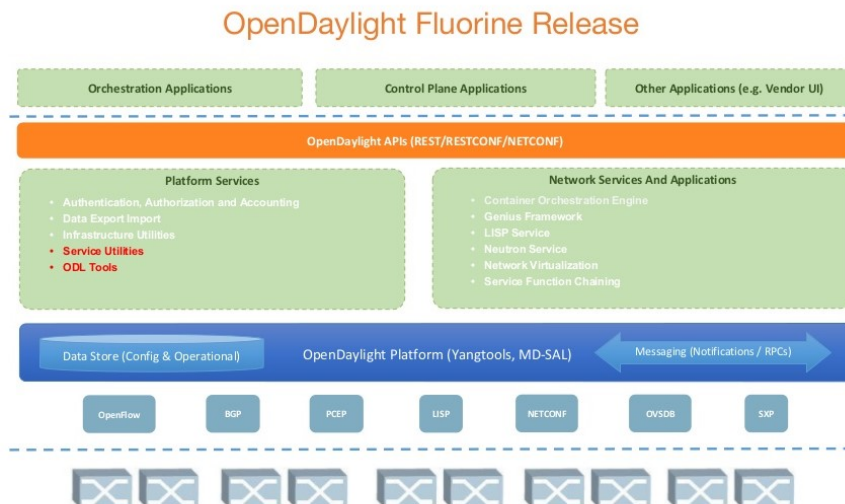 OpenDaylight Fluorine Release
Orchestration Applications
Control Plane Applications
Other Applications (e.g. Vendor UI)
OpenDaylight APIs (REST/RESTCONF/NETCONF)
Platform Services
• Authentication, Authorization and Accounting
• Data Export Import
• Infrastructure Utilities
• Service Utilities
• ODL Tools
Network Services And Applications
• Container Orchestration Engine
• Genius Framework
• LISP Service
• Neutron Service
• Network Virtualization
• Service Function Chaining
Data Store (Config & Operational)
OpenDaylight Platform (Yangtools, MD-SAL)
Messaging (Notifications / RPCs)
OpenFlow
BGP
PCEP
LISP
NETCONF
OVSDB
SXP